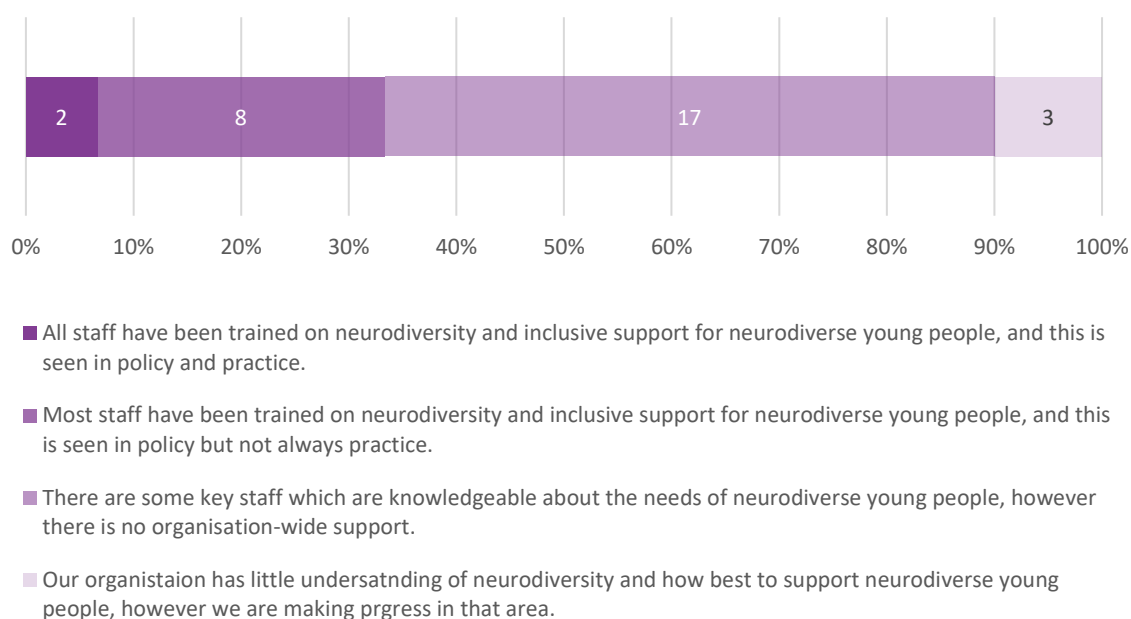 2 8 17 3
0% 10% 20% 30% 40% 50% 60% 70% 80% 90% 100%
All staff have been trained on neurodiversity and inclusive support for neurodiverse young people, and this is
seen in policy and practice.
Most staff have been trained on neurodiversity and inclusive support for neurodiverse young people, and this
is seen in policy but not always practice.
There are some key staff which are knowledgeable about the needs of neurodiverse young people, however
there is no organisation-wide support.
Our organistaion has little undersatnding of neurodiversity and how best to support neurodiverse young
people, however we are making prgress in that area.